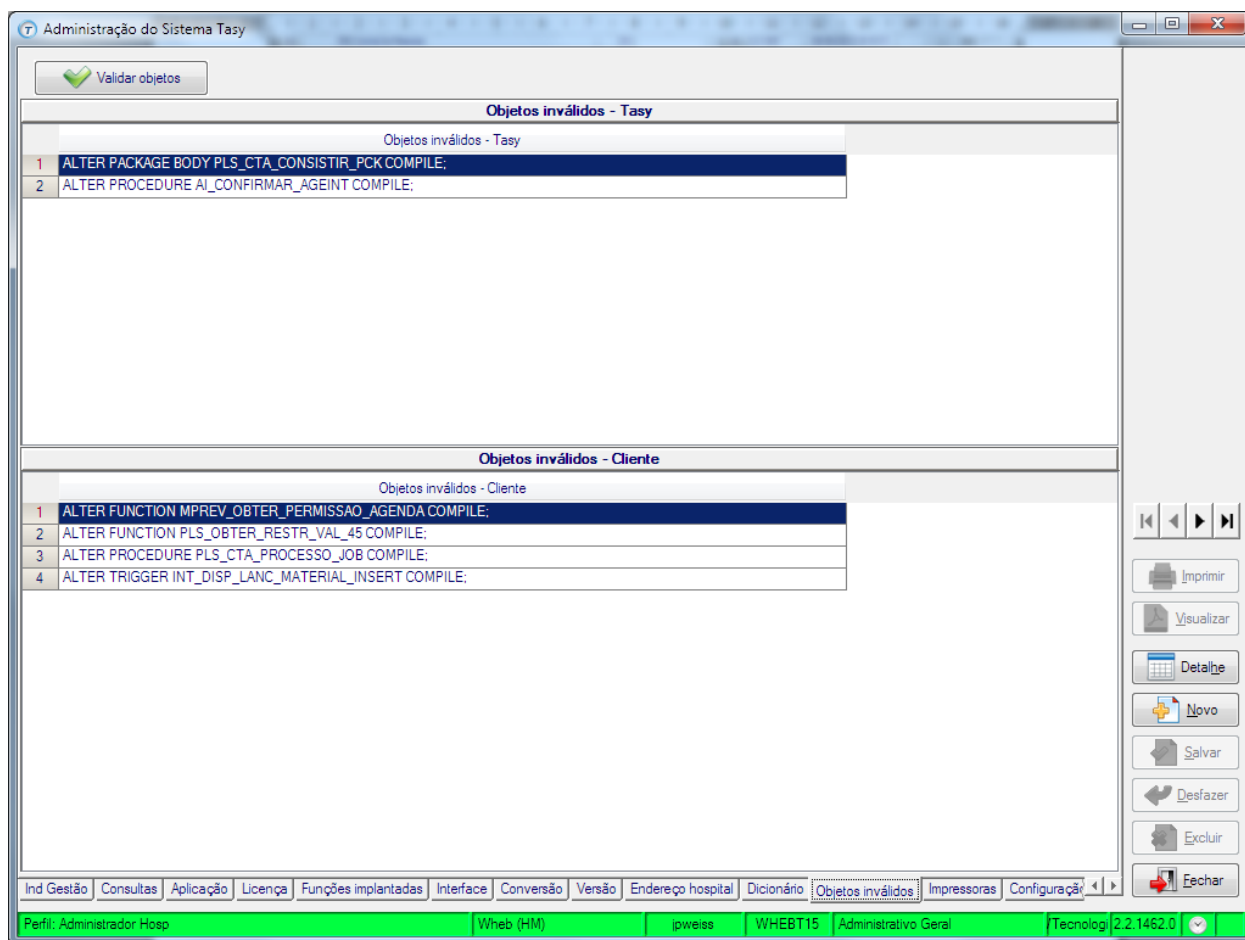 Administração do Sistema Tasy
Validar objetos
Objetos inválidos - Tasy
Objetos inválidos - Tasy
1 ALTER PACKAGE BODY PLS_CTA_CONSISTIR_PCK COMPILE;
2 ALTER PROCEDURE AI_CONFIRMAR_AGEINT COMPILE;
Objetos inválidos - Cliente
Objetos inválidos - Cliente
1 ALTER FUNCTION MPREV_OBTER_PERMISSAO_AGENDA COMPILE;
2 ALTER FUNCTION PLS_OBTER_RESTR_VAL_45 COMPILE;
3 ALTER PROCEDURE PLS_CTA_PROCESSO_JOB COMPILE;
4 ALTER TRIGGER INT_DISP_LANC_MATERIAL_INSERT COMPILE;
Imprimir
Visualizar
Detalhe
Novo
Salvar
Desfazer
Excluir
Fechar
Ind Gestão Consultas Aplicação Licença Funções implantadas Interface Conversão Versão Endereço hospital Dicionário Objetos inválidos Impressoras Configuraçã
Perfil: Administrador Hosp Wheb (HM) jpweiss WHEBT15 Administrativo Geral /Tecnologi 2.2.1462.0